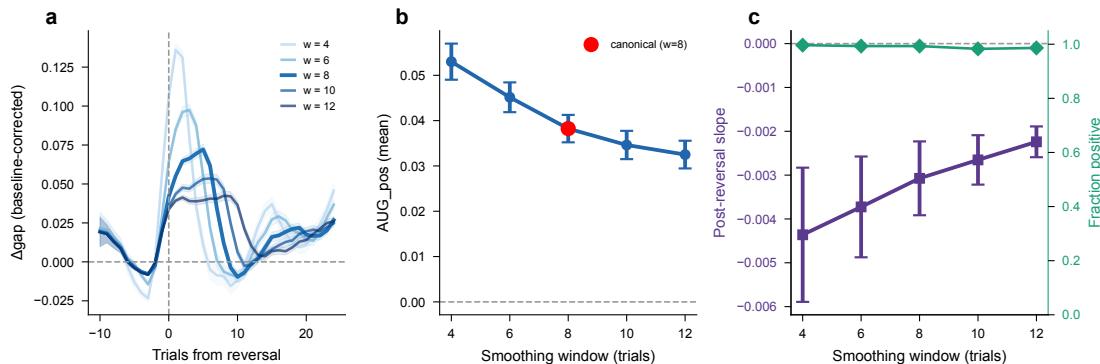 a
Δgap (baseline-corrected)
0.125
0.100
0.075
0.050
0.025
0.000
−0.025
−10
0
10
20
Trials from reversal
w = 4
w = 6
w = 8
w = 10
w = 12
b
AUG_pos (mean)
0.05
0.04
0.03
0.02
0.01
0.00
4
6
8
10
12
Smoothing window (trials)
canonical (w=8)
c
Post-reversal slope
0.000
−0.001
−0.002
−0.003
−0.004
−0.005
−0.006
4
6
8
10
12
Smoothing window (trials)
1.0
0.8
0.6
0.4
0.2
0.0
Fraction positive